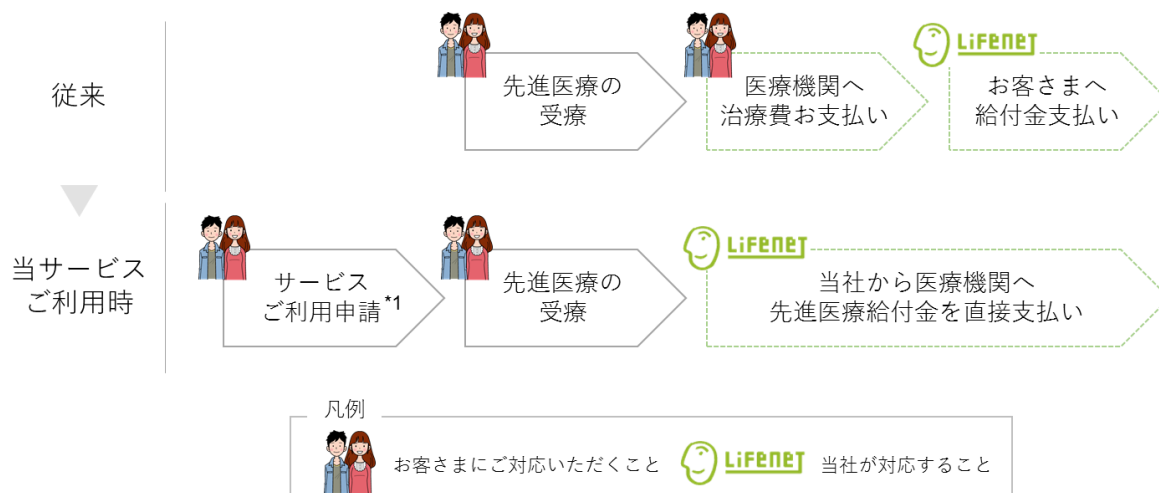 従来
先進医療の
受療
医療機関へ
治療費お支払い
LiFENET
お客さまへ
給付金支払い
当サービス
ご利用時
サービス
ご利用申請*1
先進医療の
受療
LiFENET
当社から医療機関へ
先進医療給付金を直接支払い
凡例
お客さまにご対応いただくこと
LiFENET
当社が対応すること